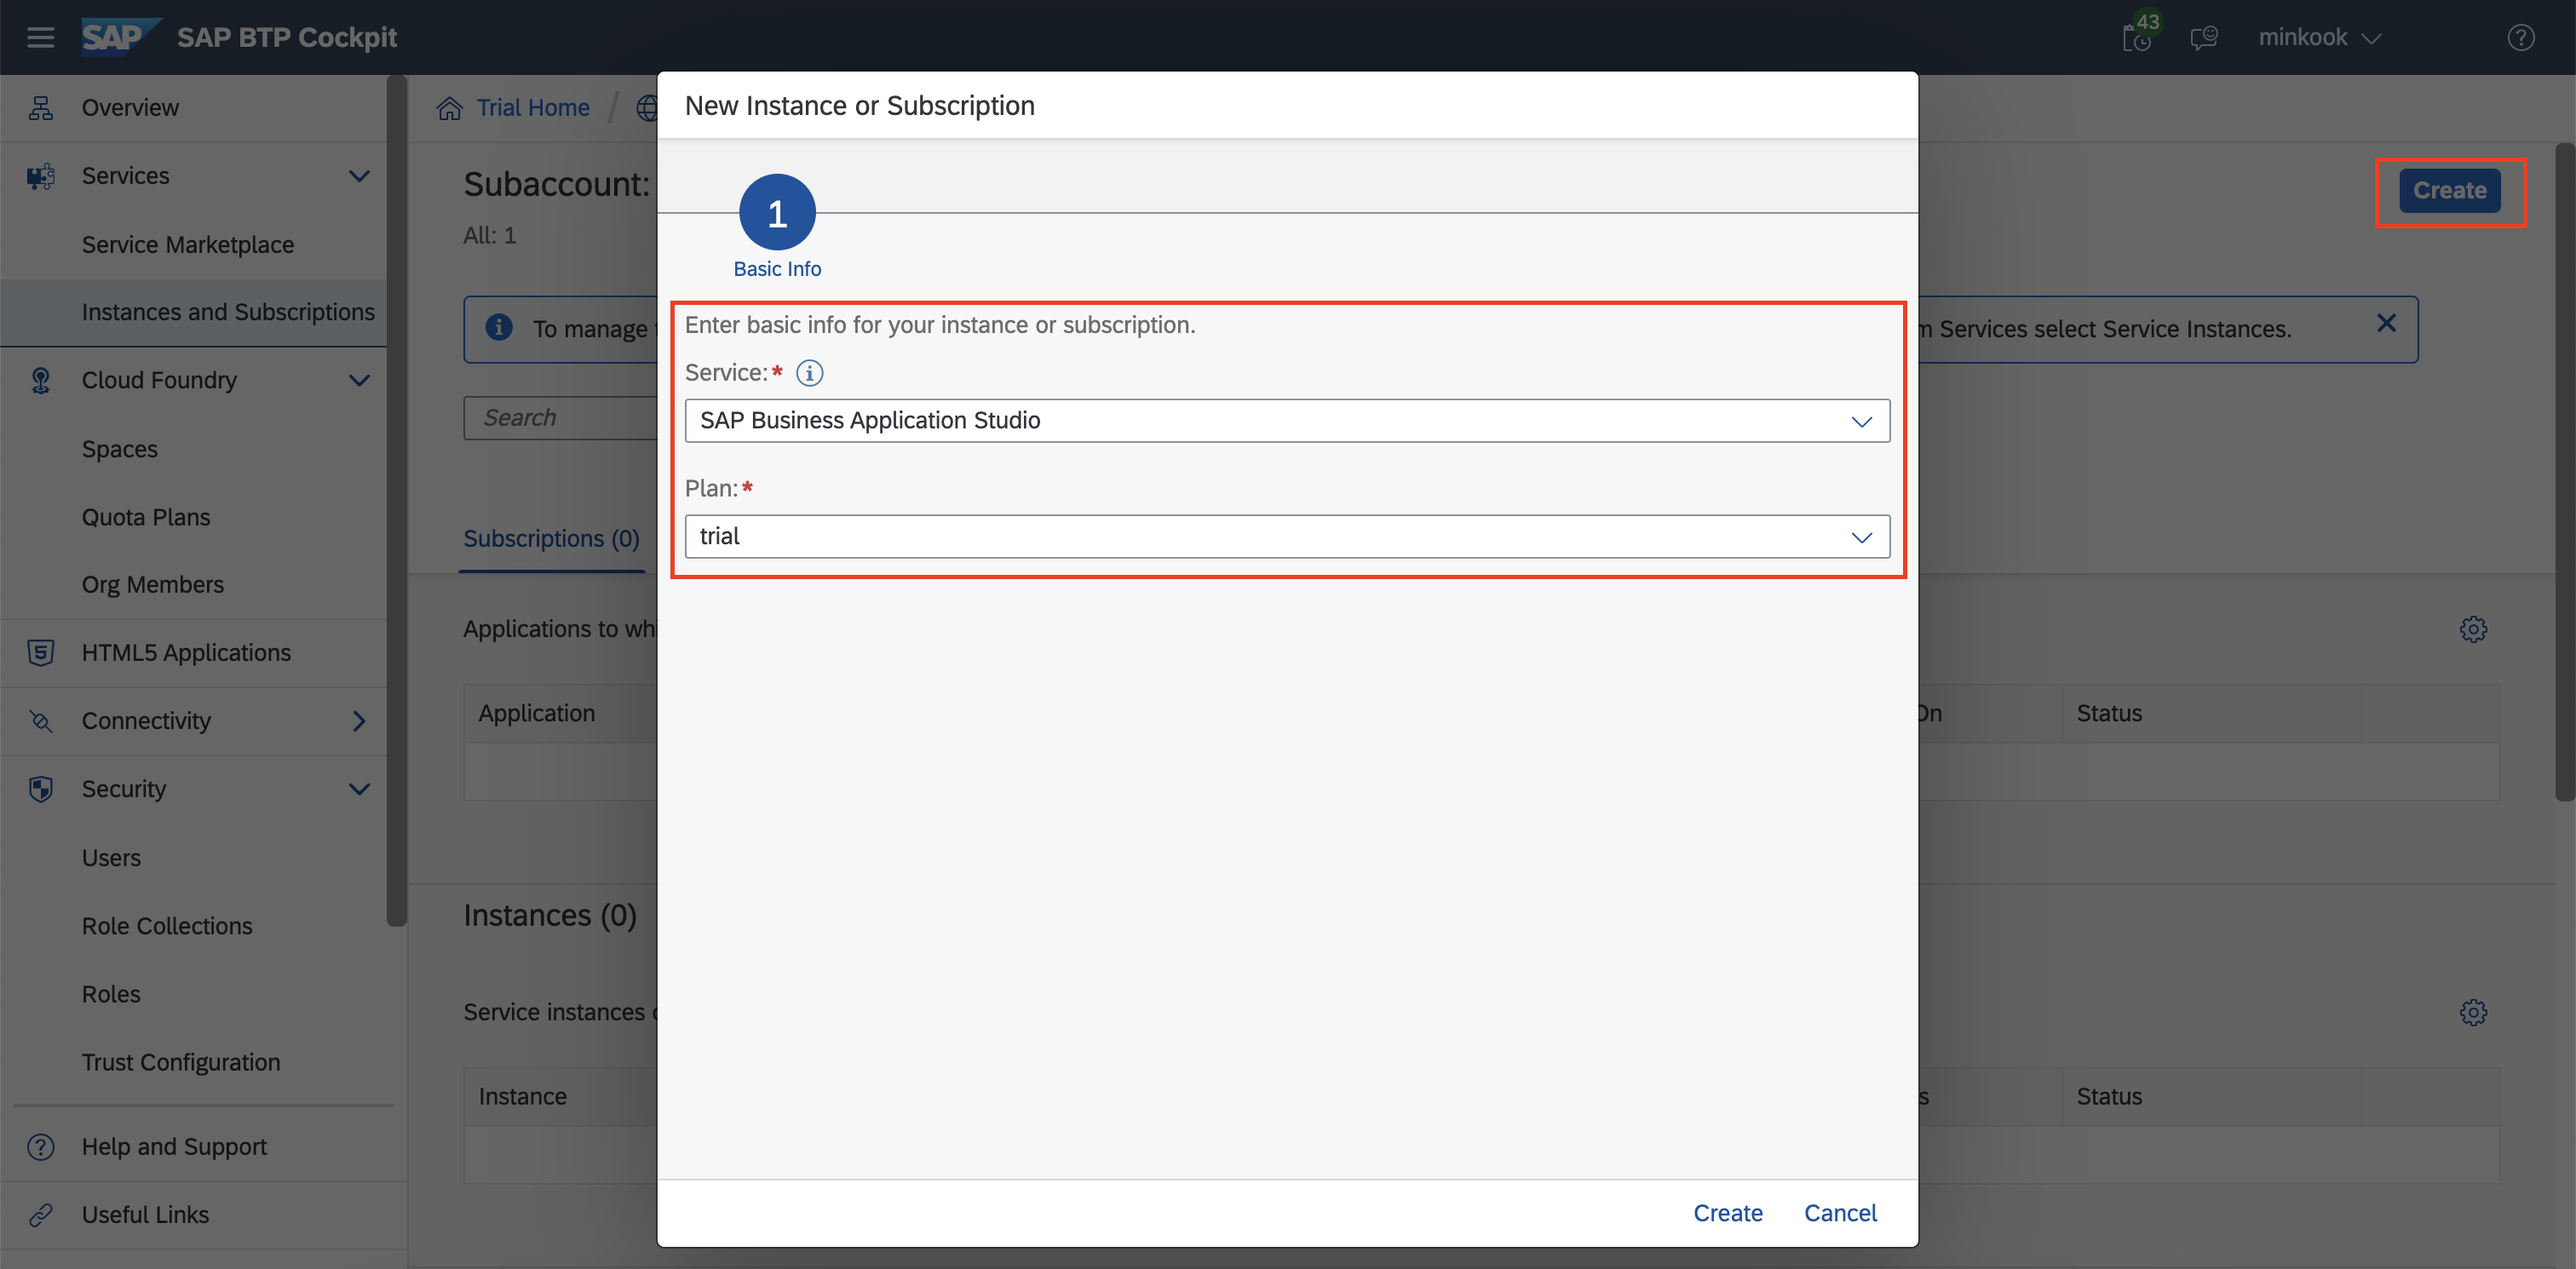 SAP SAP BTP Cockpit
43
minkook
Overview
Services
Service Marketplace
Instances and Subscriptions
Cloud Foundry
Spaces
Quota Plans
Org Members
HTML5 Applications
Connectivity
Security
Users
Role Collections
Roles
Trust Configuration
Help and Support
Useful Links
Trial Home /
Subaccount:
All: 1
Create
To manage
m Services select Service Instances.
Search
Subscriptions (0)
Applications to wh
Application
On
Status
Instances (0)
Service instances
Instance
s
Status
New Instance or Subscription
1
Basic Info
Enter basic info for your instance or subscription.
Service:*
SAP Business Application Studio
Plan:*
trial
Create Cancel